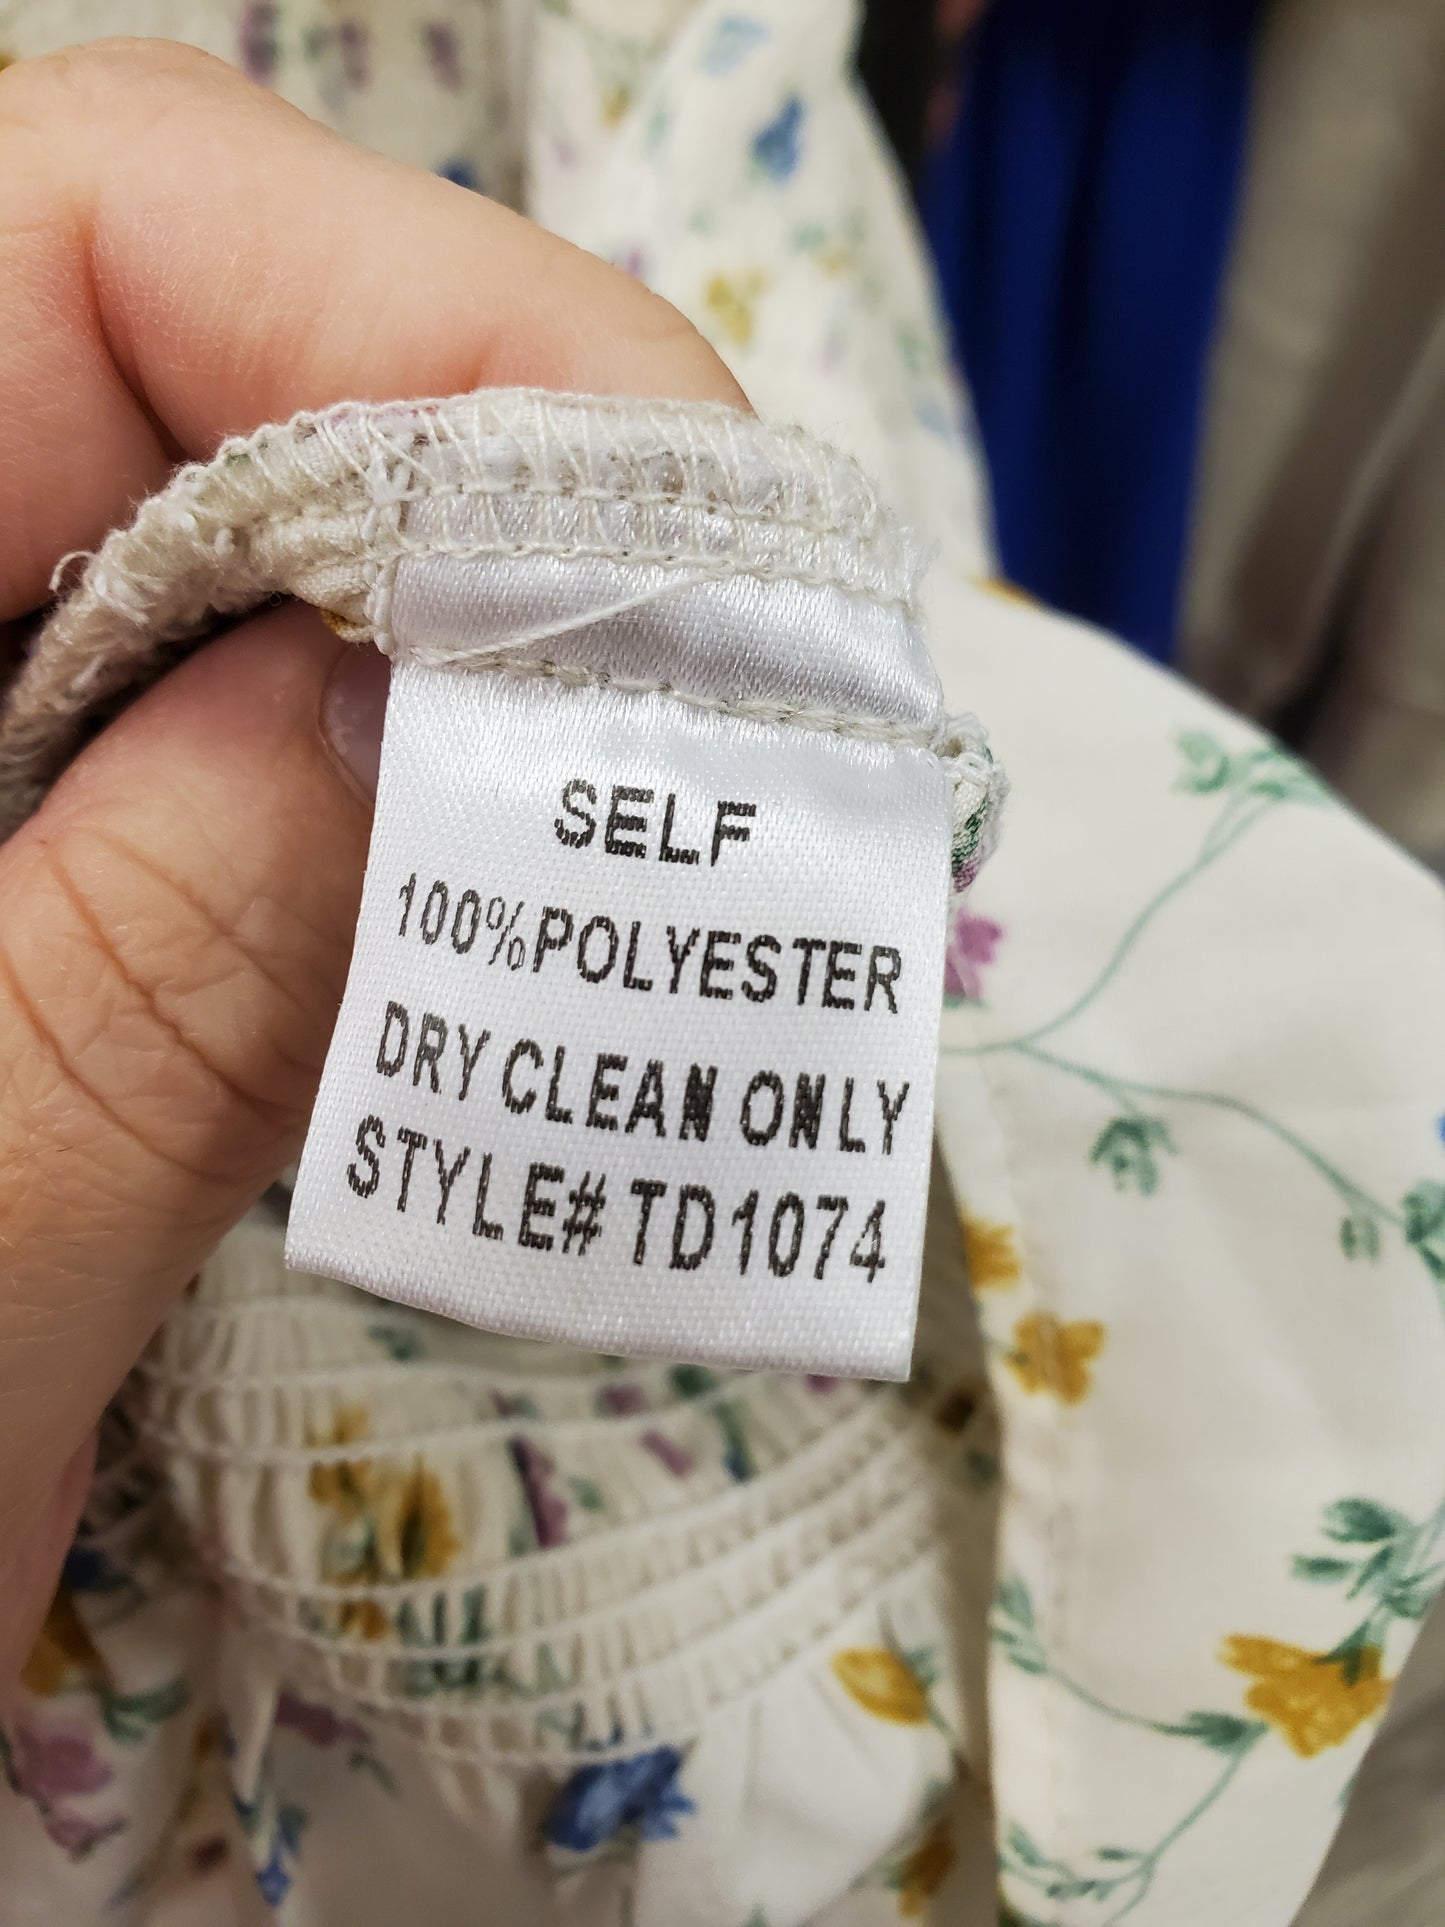 SELF
100%POLYESTER
DRY CLEAN ONLY
STYLE# TD1074